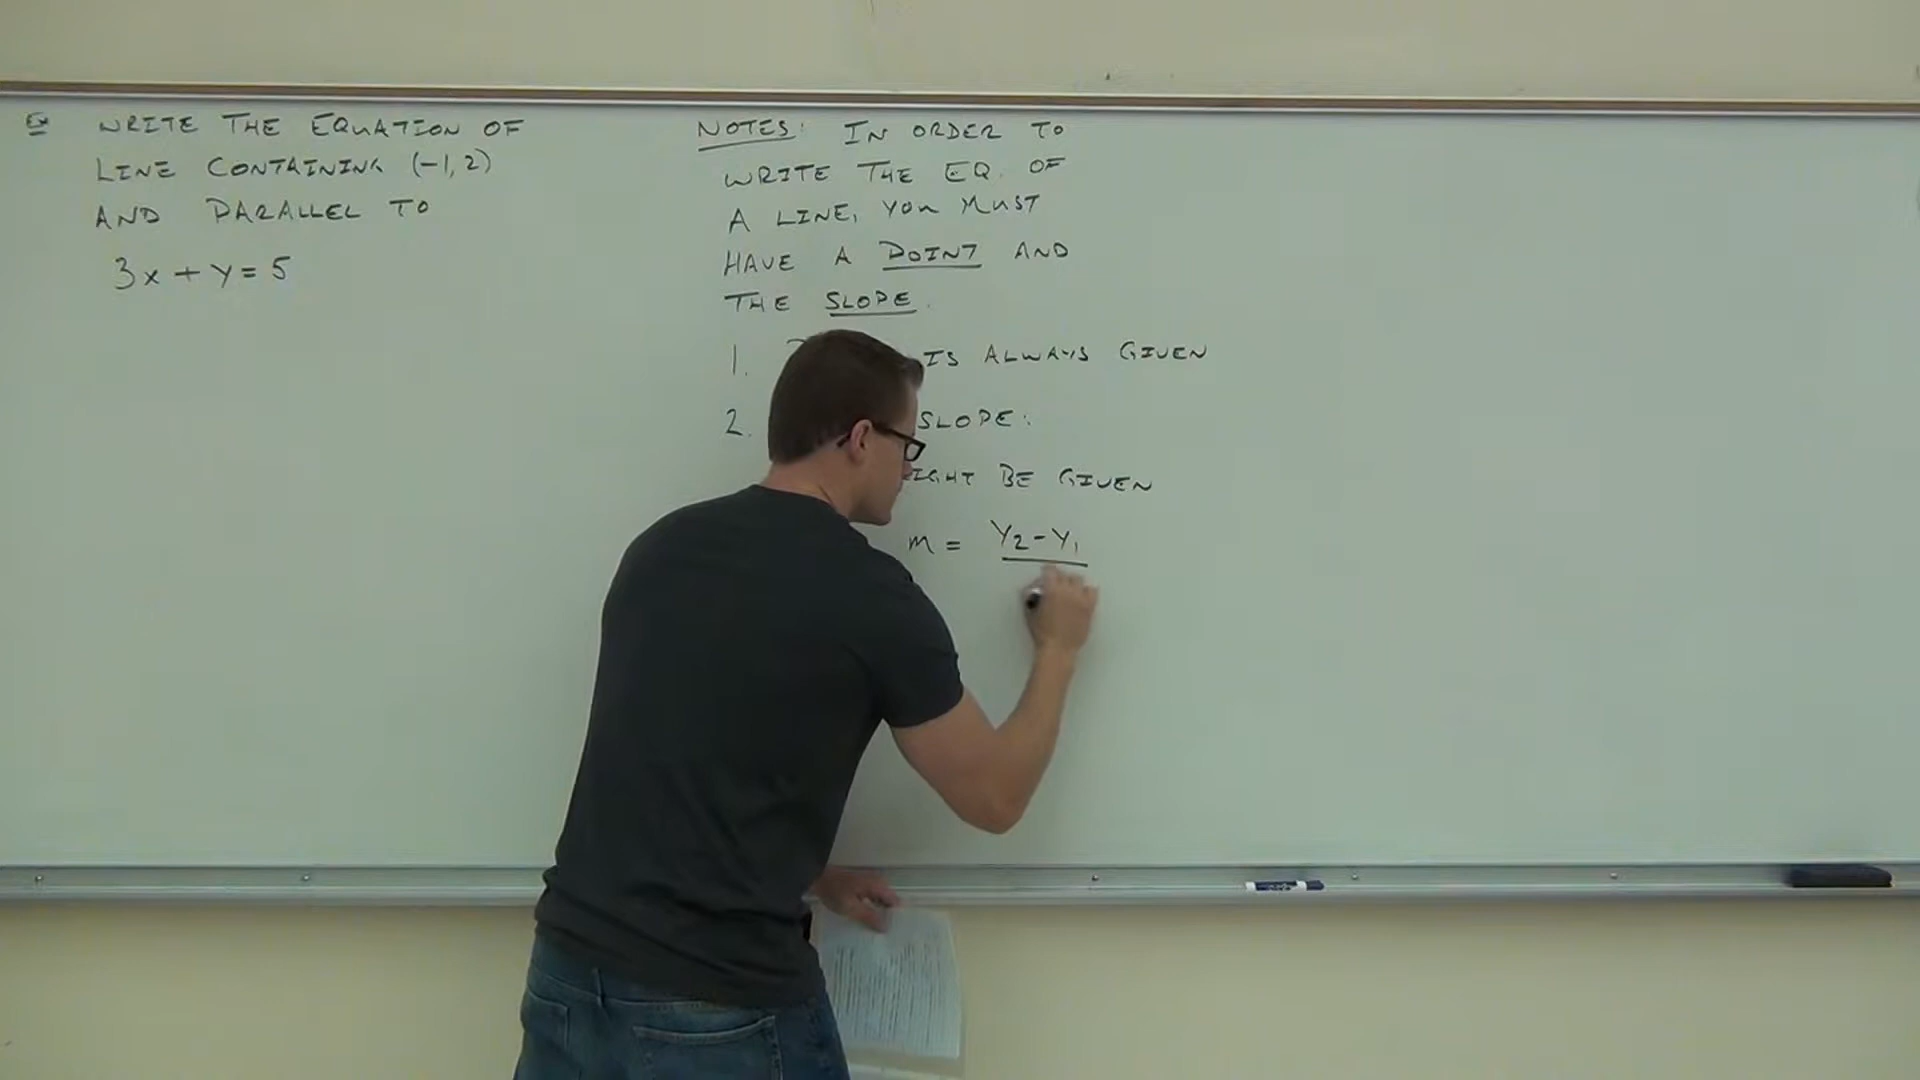 Ex WRITE THE EQUATION OF
LINE CONTAINING (-1,2)
AND PARALLEL TO
3x + y = 5
NOTES: IN ORDER TO
WRITE THE EQ. OF
A LINE, YOU MUST
HAVE A POINT AND
THE SLOPE.
1. IS ALWAYS GIVEN
2. SLOPE:
BE GIVEN
m = Y2 - Y1